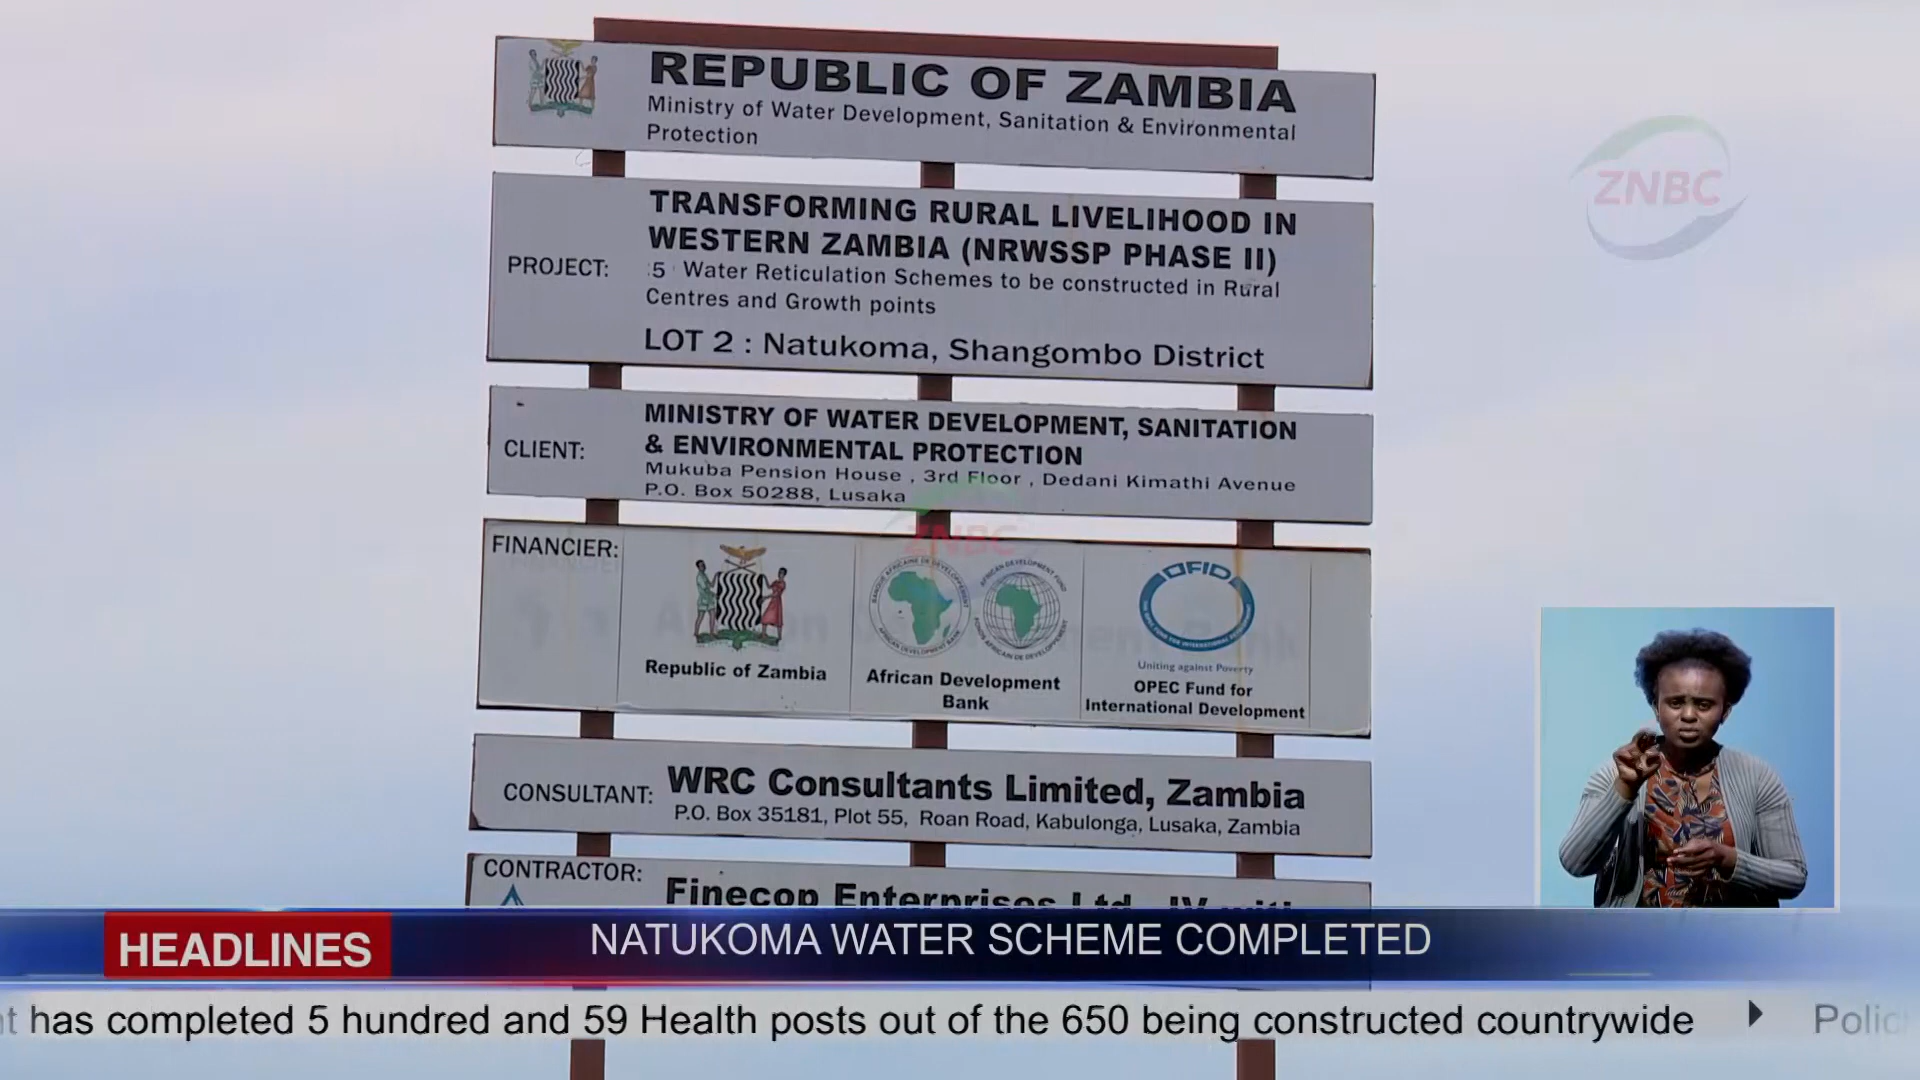 REPUBLIC OF ZAMBIA
Ministry of Water Development, Sanitation & Environmental
Protection
ZNBC
PROJECT:
TRANSFORMING RURAL LIVELIHOOD IN
WESTERN ZAMBIA (NRWSSP PHASE II)
5 Water Reticulation Schemes to be constructed in Rural
Centres and Growth points
LOT 2 : Natukoma, Shangombo District
CLIENT:
MINISTRY OF WATER DEVELOPMENT, SANITATION
& ENVIRONMENTAL PROTECTION
Mukuba Pension House , 3rd Floor , Dedani Kimathi Avenue
P.O. Box 50288, Lusaka
ZNBC
FINANCIER:
Republic of Zambia
African Development
Bank
OFID
Uniting against Poverty
OPEC Fund for
International Development
CONSULTANT:
WRC Consultants Limited, Zambia
P.O. Box 35181, Plot 55, Roan Road, Kabulonga, Lusaka, Zambia
CONTRACTOR:
Finecop Enterprises Ltd
HEADLINES
NATUKOMA WATER SCHEME COMPLETED
has completed 5 hundred and 59 Health posts out of the 650 being constructed countrywide